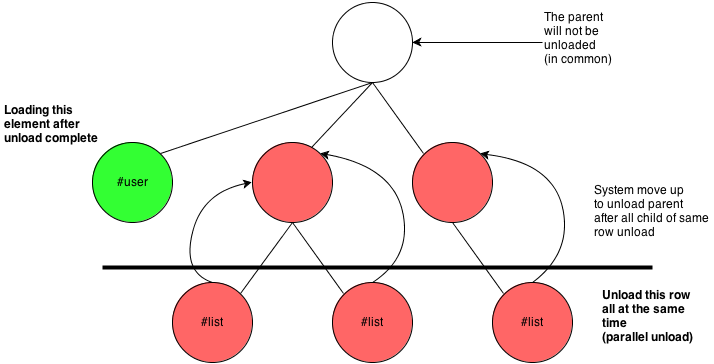 The parent
will not be
unloaded
(in common)
Loading this
element after
unload complete
#user
System move up
to unload parent
after all child of same
row unload
#list
#list
#list
Unload this row
all at the same
time
(parallel unload)